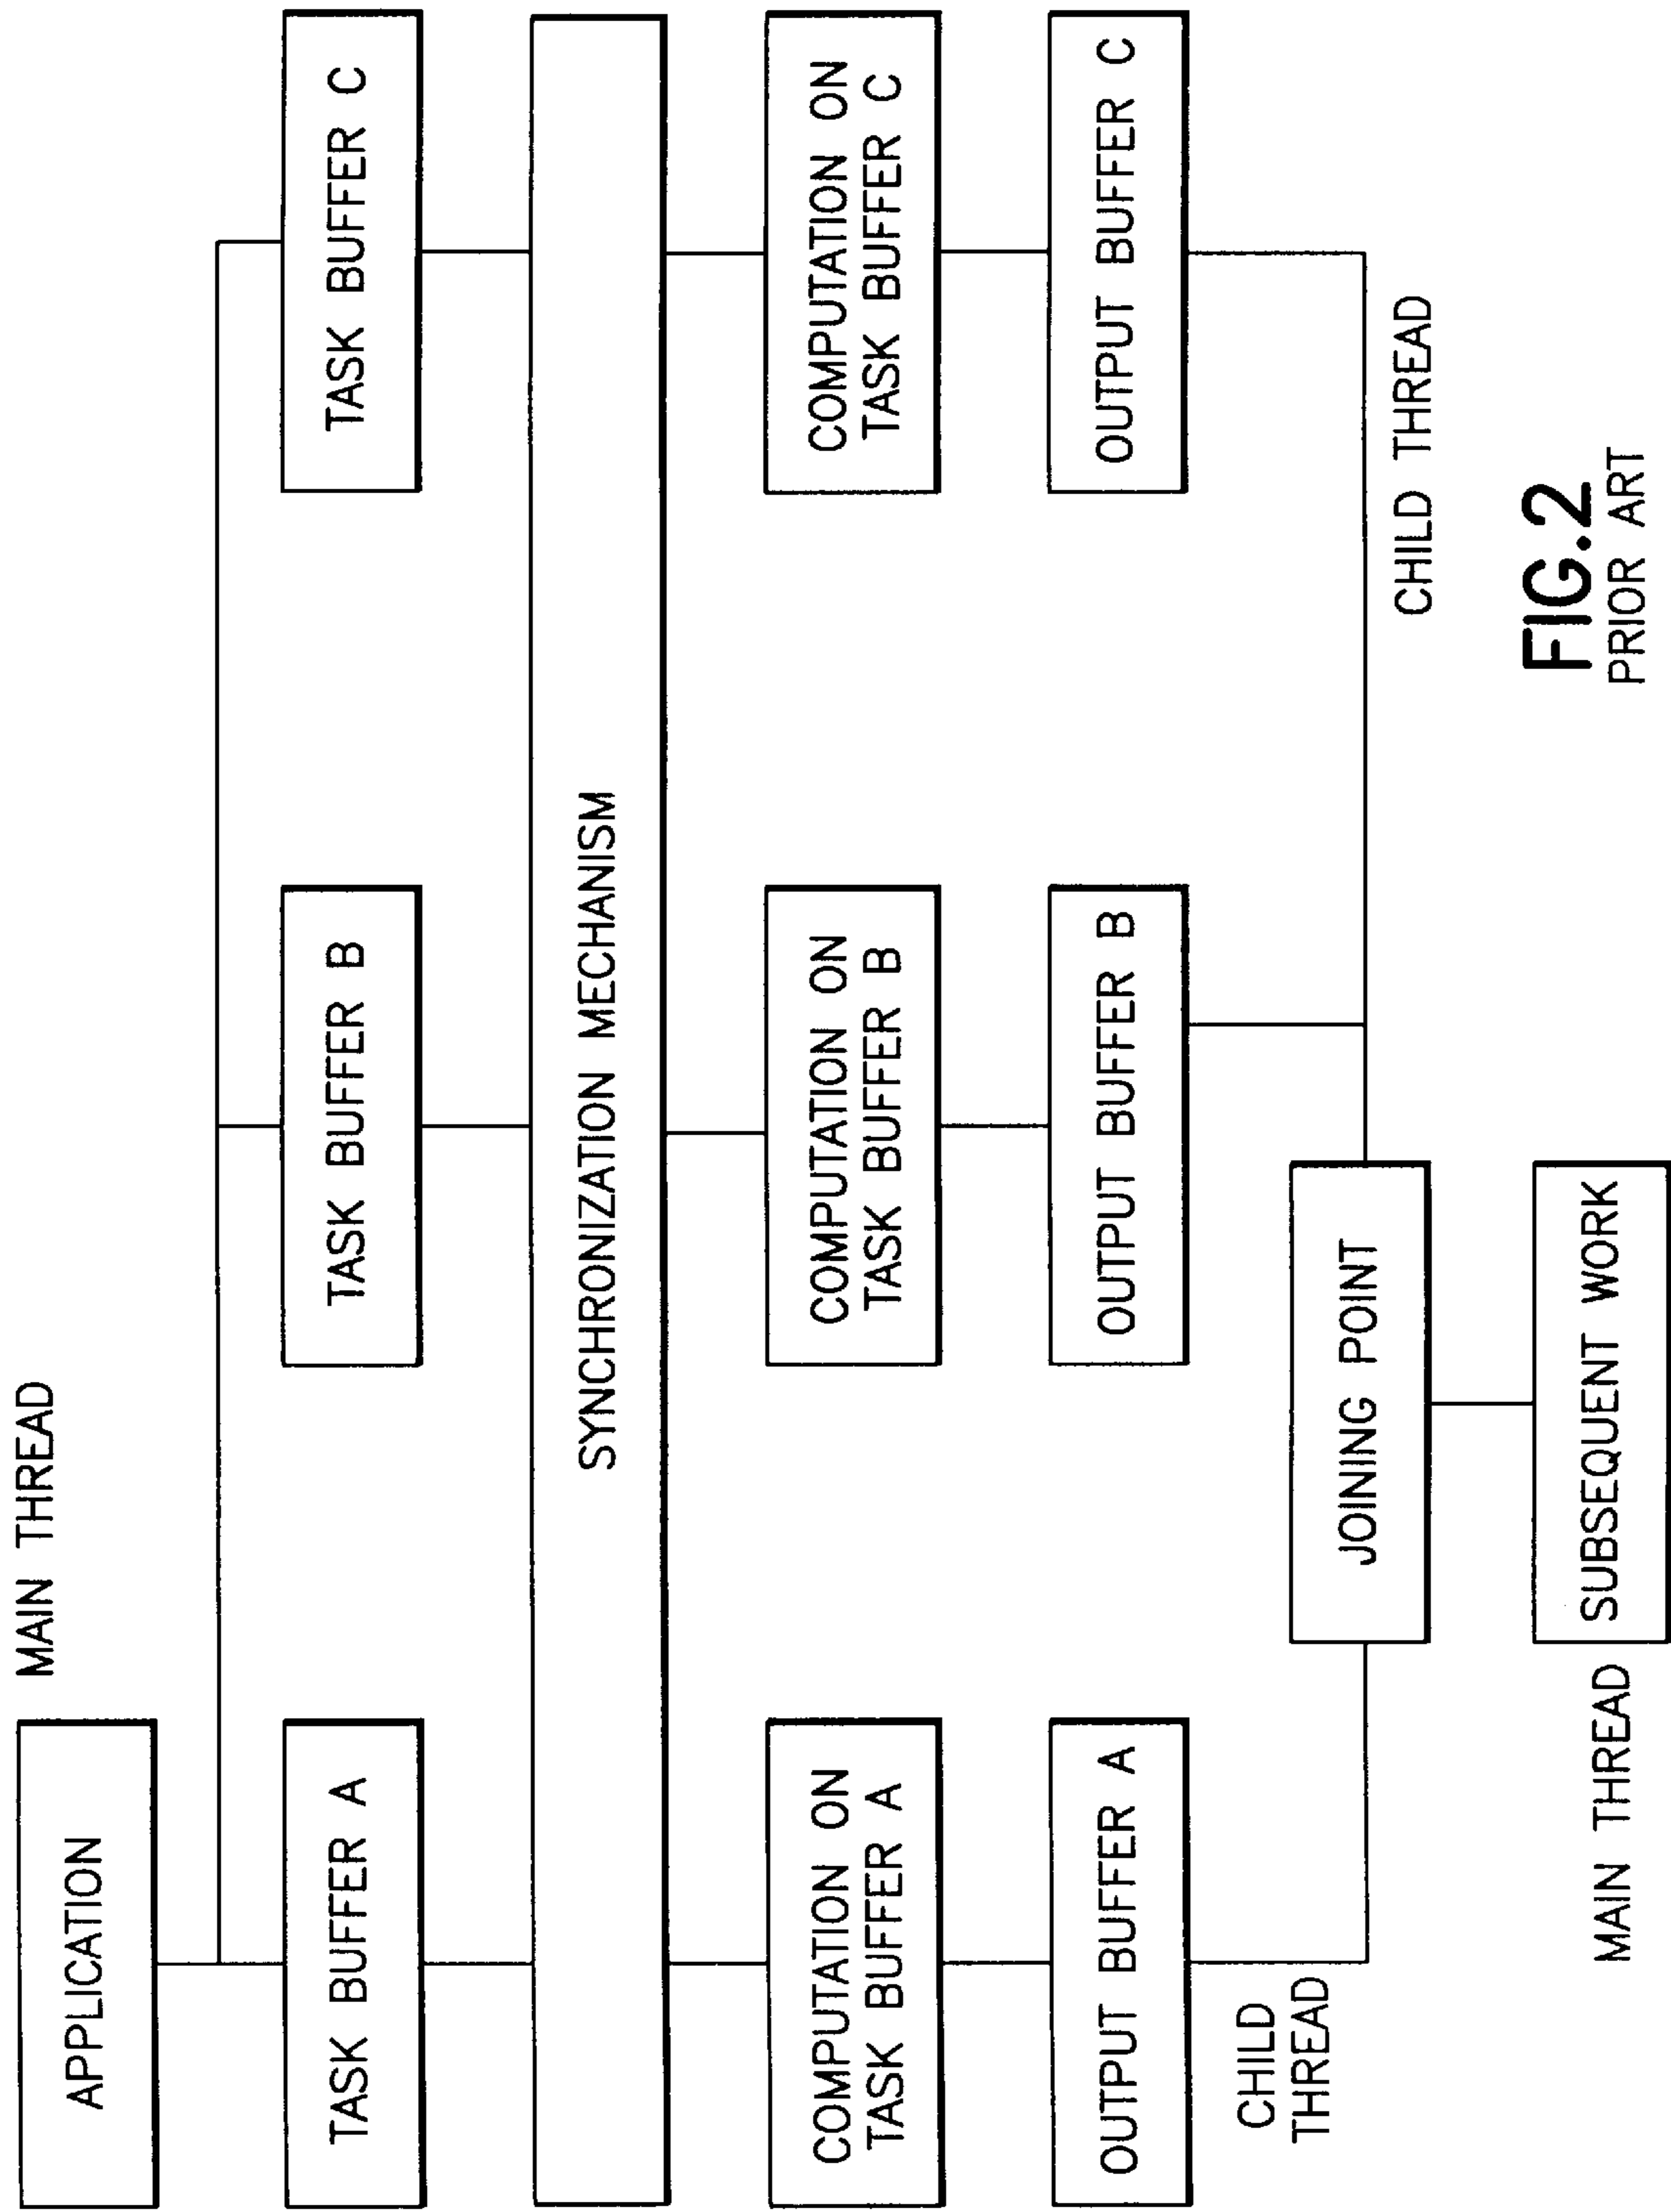 APPLICATION
MAIN THREAD
TASK BUFFER A
TASK BUFFER B
TASK BUFFER C
SYNCHRONIZATION MECHANISM
COMPUTATION ON
TASK BUFFER A
COMPUTATION ON
TASK BUFFER B
COMPUTATION ON
TASK BUFFER C
OUTPUT BUFFER A
OUTPUT BUFFER B
OUTPUT BUFFER C
CHILD
THREAD
JOINING POINT
CHILD THREAD
MAIN THREAD
SUBSEQUENT WORK
FIG.2
PRIOR ART